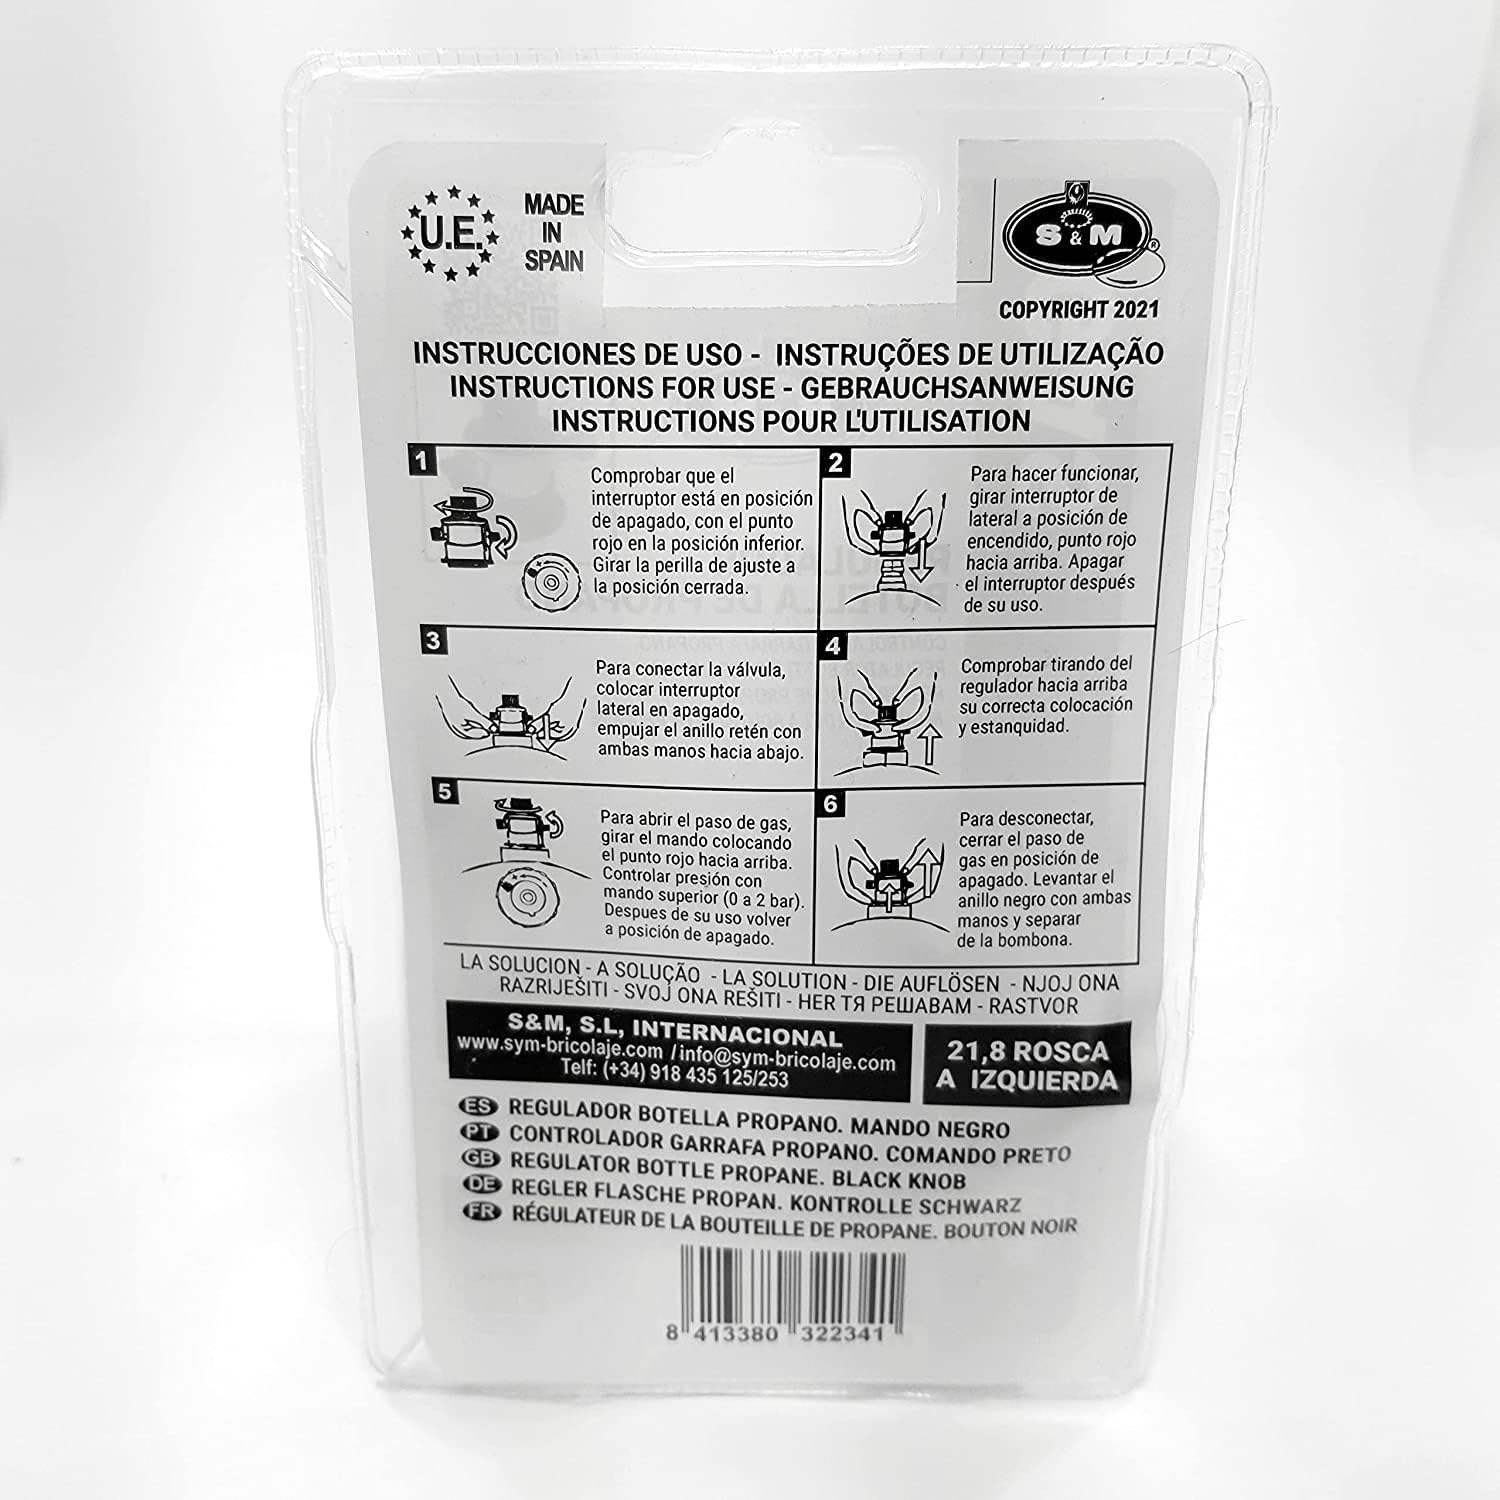 U.E.
MADE
IN
SPAIN
S & M ®
COPYRIGHT 2021
INSTRUCCIONES DE USO - INSTRUÇÕES DE UTILIZAÇÃO
INSTRUCTIONS FOR USE - GEBRAUCHSANWEISUNG
INSTRUCTIONS POUR L'UTILISATION
1
Comprobar que el
interruptor está en posición
de apagado, con el punto
rojo en la posición inferior.
Girar la perilla de ajuste a
la posición cerrada.
2
Para hacer funcionar,
girar interruptor de
lateral a posición de
encendido, punto rojo
hacia arriba. Apagar
el interruptor después
de su uso.
3
Para conectar la válvula,
colocar interruptor
lateral en apagado,
empujar el anillo retén con
ambas manos hacia abajo.
4
Comprobar tirando del
regulador hacia arriba
su correcta colocación
y estanquidad.
5
Para abrir el paso de gas,
girar el mando colocando
el punto rojo hacia arriba.
Controlar presión con
mando superior (0 a 2 bar).
Despues de su uso volver
a posición de apagado.
6
Para desconectar,
cerrar el paso de
gas en posición de
apagado. Levantar el
anillo negro con ambas
manos y separar
de la bombona.
LA SOLUCION - A SOLUÇÃO - LA SOLUTION - DIE AUFLÖSEN - NJOJ ONA
RAZRIJEŠITI - SVOJ ONA REŠITI - HER TЯ PEШABAM - RASTVOR
S&M, S.L, INTERNACIONAL
www.sym-bricolaje.com / info@sym-bricolaje.com
Telf: (+34) 918 435 125/253
21,8 ROSCA
A IZQUIERDA
ES REGULADOR BOTELLA PROPANO. MANDO NEGRO
PT CONTROLADOR GARRAFA PROPANO. COMANDO PRETO
GB REGULATOR BOTTLE PROPANE. BLACK KNOB
DE REGLER FLASCHE PROPAN. KONTROLLE SCHWARZ
FR RÉGULATEUR DE LA BOUTEILLE DE PROPANE. BOUTON NOIR
8 413380 322341